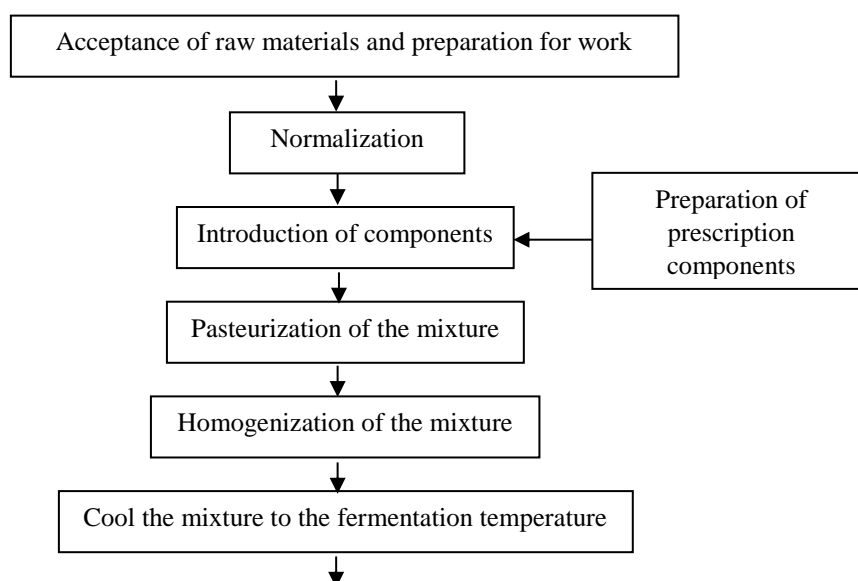 Acceptance of raw materials and preparation for work
Normalization
Introduction of components
Preparation of
prescription
components
Pasteurization of the mixture
Homogenization of the mixture
Cool the mixture to the fermentation temperature